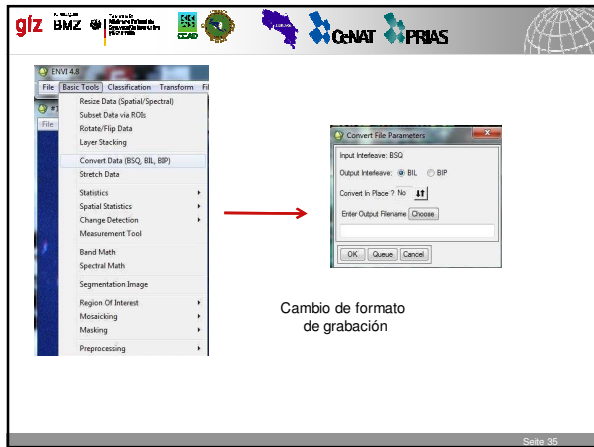 giz BMZ CCAD CeNAT PRIAS
ENVI 4.8
File Basic Tools Classification Transform Fil
File
Resize Data (Spatial/Spectral)
Subset Data via ROIs
Rotate/Flip Data
Layer Stacking
Convert Data (BSQ, BIL, BIP)
Stretch Data
Statistics
Spatial Statistics
Change Detection
Measurement Tool
Band Math
Spectral Math
Segmentation Image
Region Of Interest
Mosaicking
Masking
Preprocessing
Convert File Parameters
Input Interleave: BSQ
Output Interleave: BIL BIP
Convert In Place ? No
Enter Output Filename Choose
OK Queue Cancel
Cambio de formato
de grabación
Seite 35